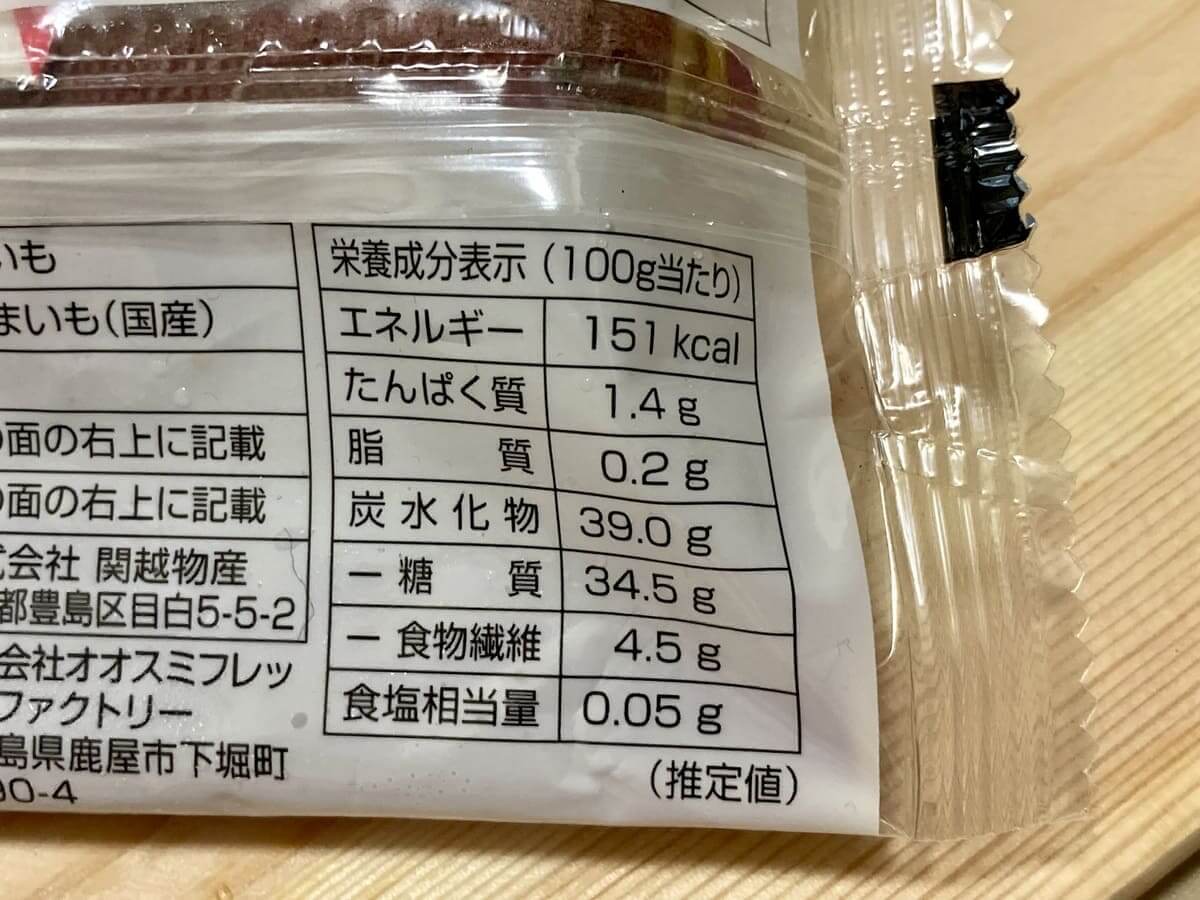 いも
まいも(国産)
面の右上に記載
面の右上に記載
会社 関越物産
都豊島区目白5-5-2
会社オオスミフレッ
ファクトリー
島県鹿屋市下堀町
0-4
栄養成分表示(100g当たり)
エネルギー 151 kcal
たんぱく質 1.4 g
脂質 0.2 g
炭水化物 39.0 g
ー糖質 34.5 g
ー食物繊維 4.5 g
食塩相当量 0.05 g
(推定値)